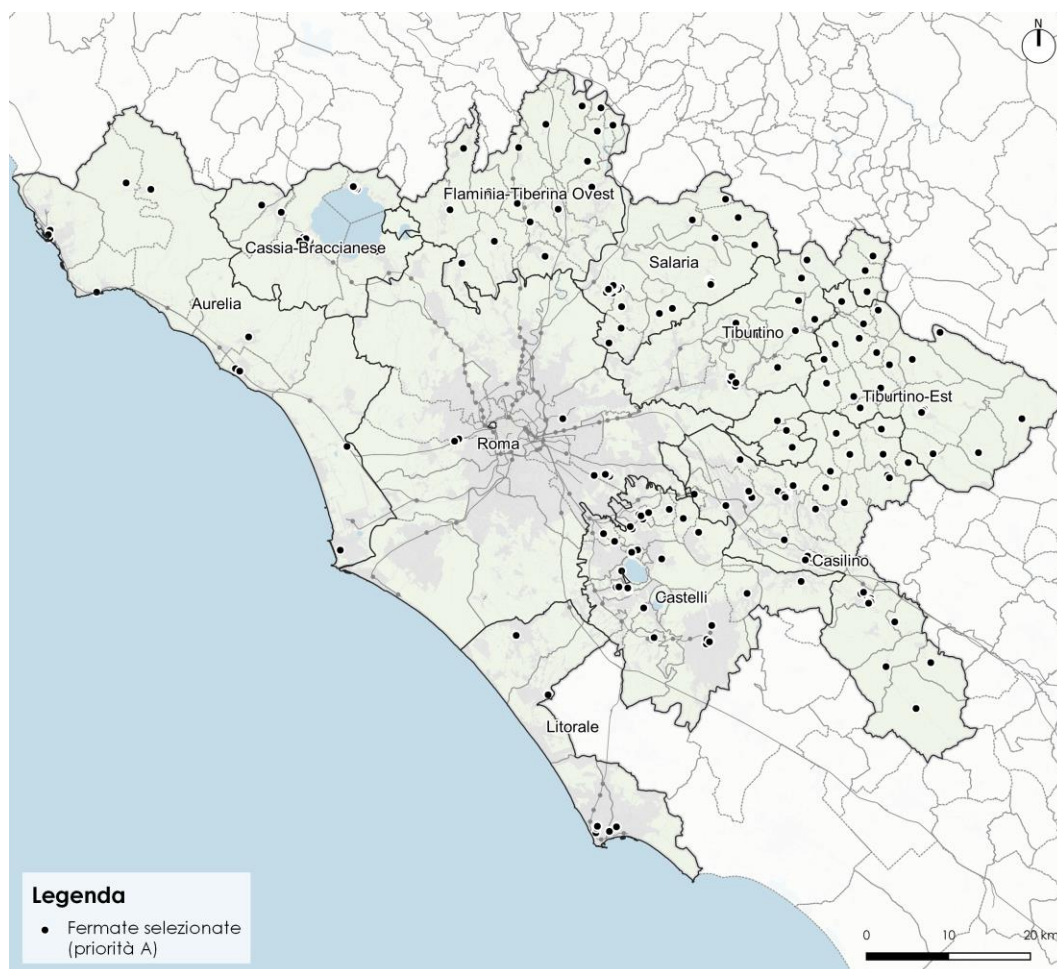 N
Flaminia-Tiberina Ovest
Cassia-Braccianese
Salaria
Aurelia
Tiburtino
Tiburtino-Est
Roma
Casilino
Castelli
Litorale
Legenda
Fermate selezionate
(priorità A)
0 10 20 km